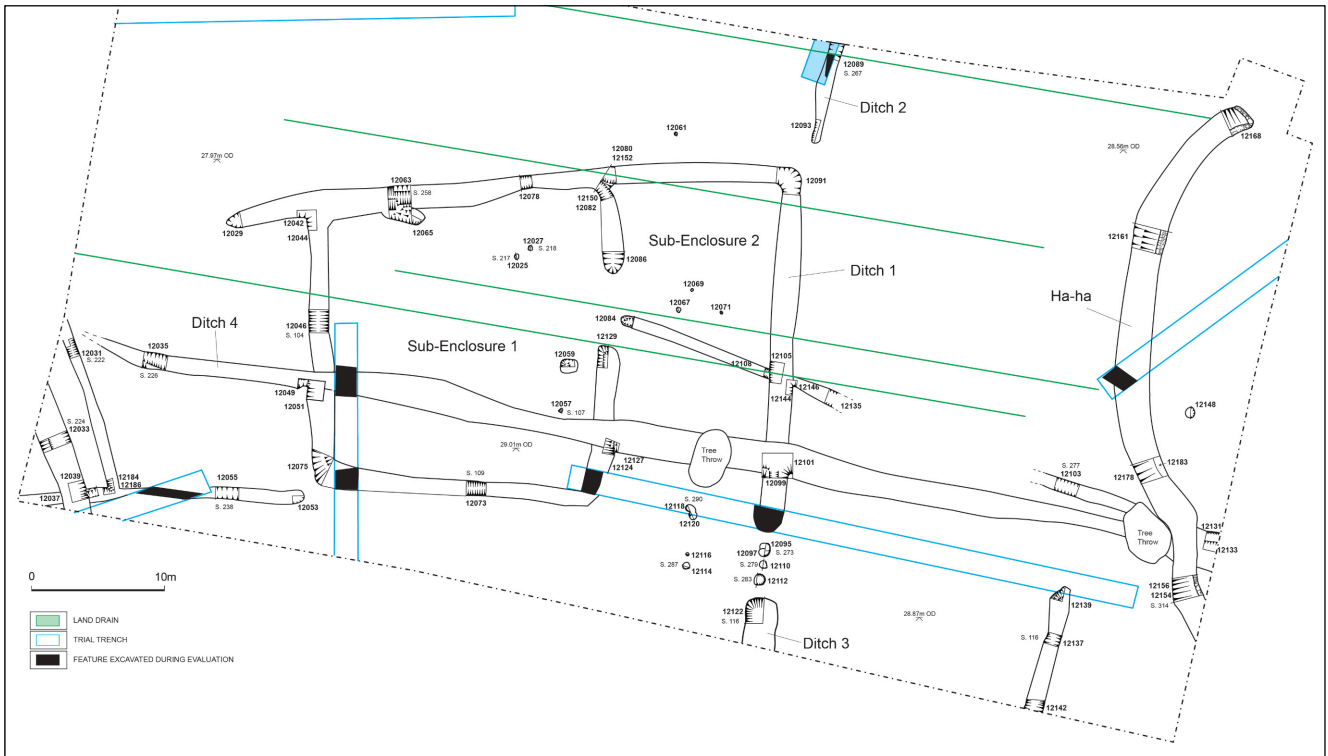 12089
S. 267
Ditch 2
12093
12061
12168
27.97m OD
28.56m OD
12080
12152
12063
S. 258
12078
12150
12082
12091
12029
12042
12044
12065
12161
Sub-Enclosure 2
12027
S. 218
S. 217
12025
12086
Ditch 1
12069
12067
12071
Ha-ha
Ditch 4
12046
S. 104
12084
12031
S. 222
12035
S. 226
Sub-Enclosure 1
12129
12059
12108
12105
12146
12144
12135
12049
12051
12057
S. 107
12148
S. 224
12033
29.01m OD
Tree
Throw
12127
12124
12075
S. 109
12073
12101
12099
S. 277
12103
12183
12178
12039
12037
12184
12186
12055
S. 238
12053
S. 290
12118
12120
Tree
Throw
12131
12133
12116
S. 287
12114
12095
12097
S. 273
S. 279
12110
S. 283
12112
12156
12154
S. 314
12122
S. 116
Ditch 3
28.87m OD
12139
S. 116
12137
12142
0
10m
LAND DRAIN
TRIAL TRENCH
FEATURE EXCAVATED DURING EVALUATION